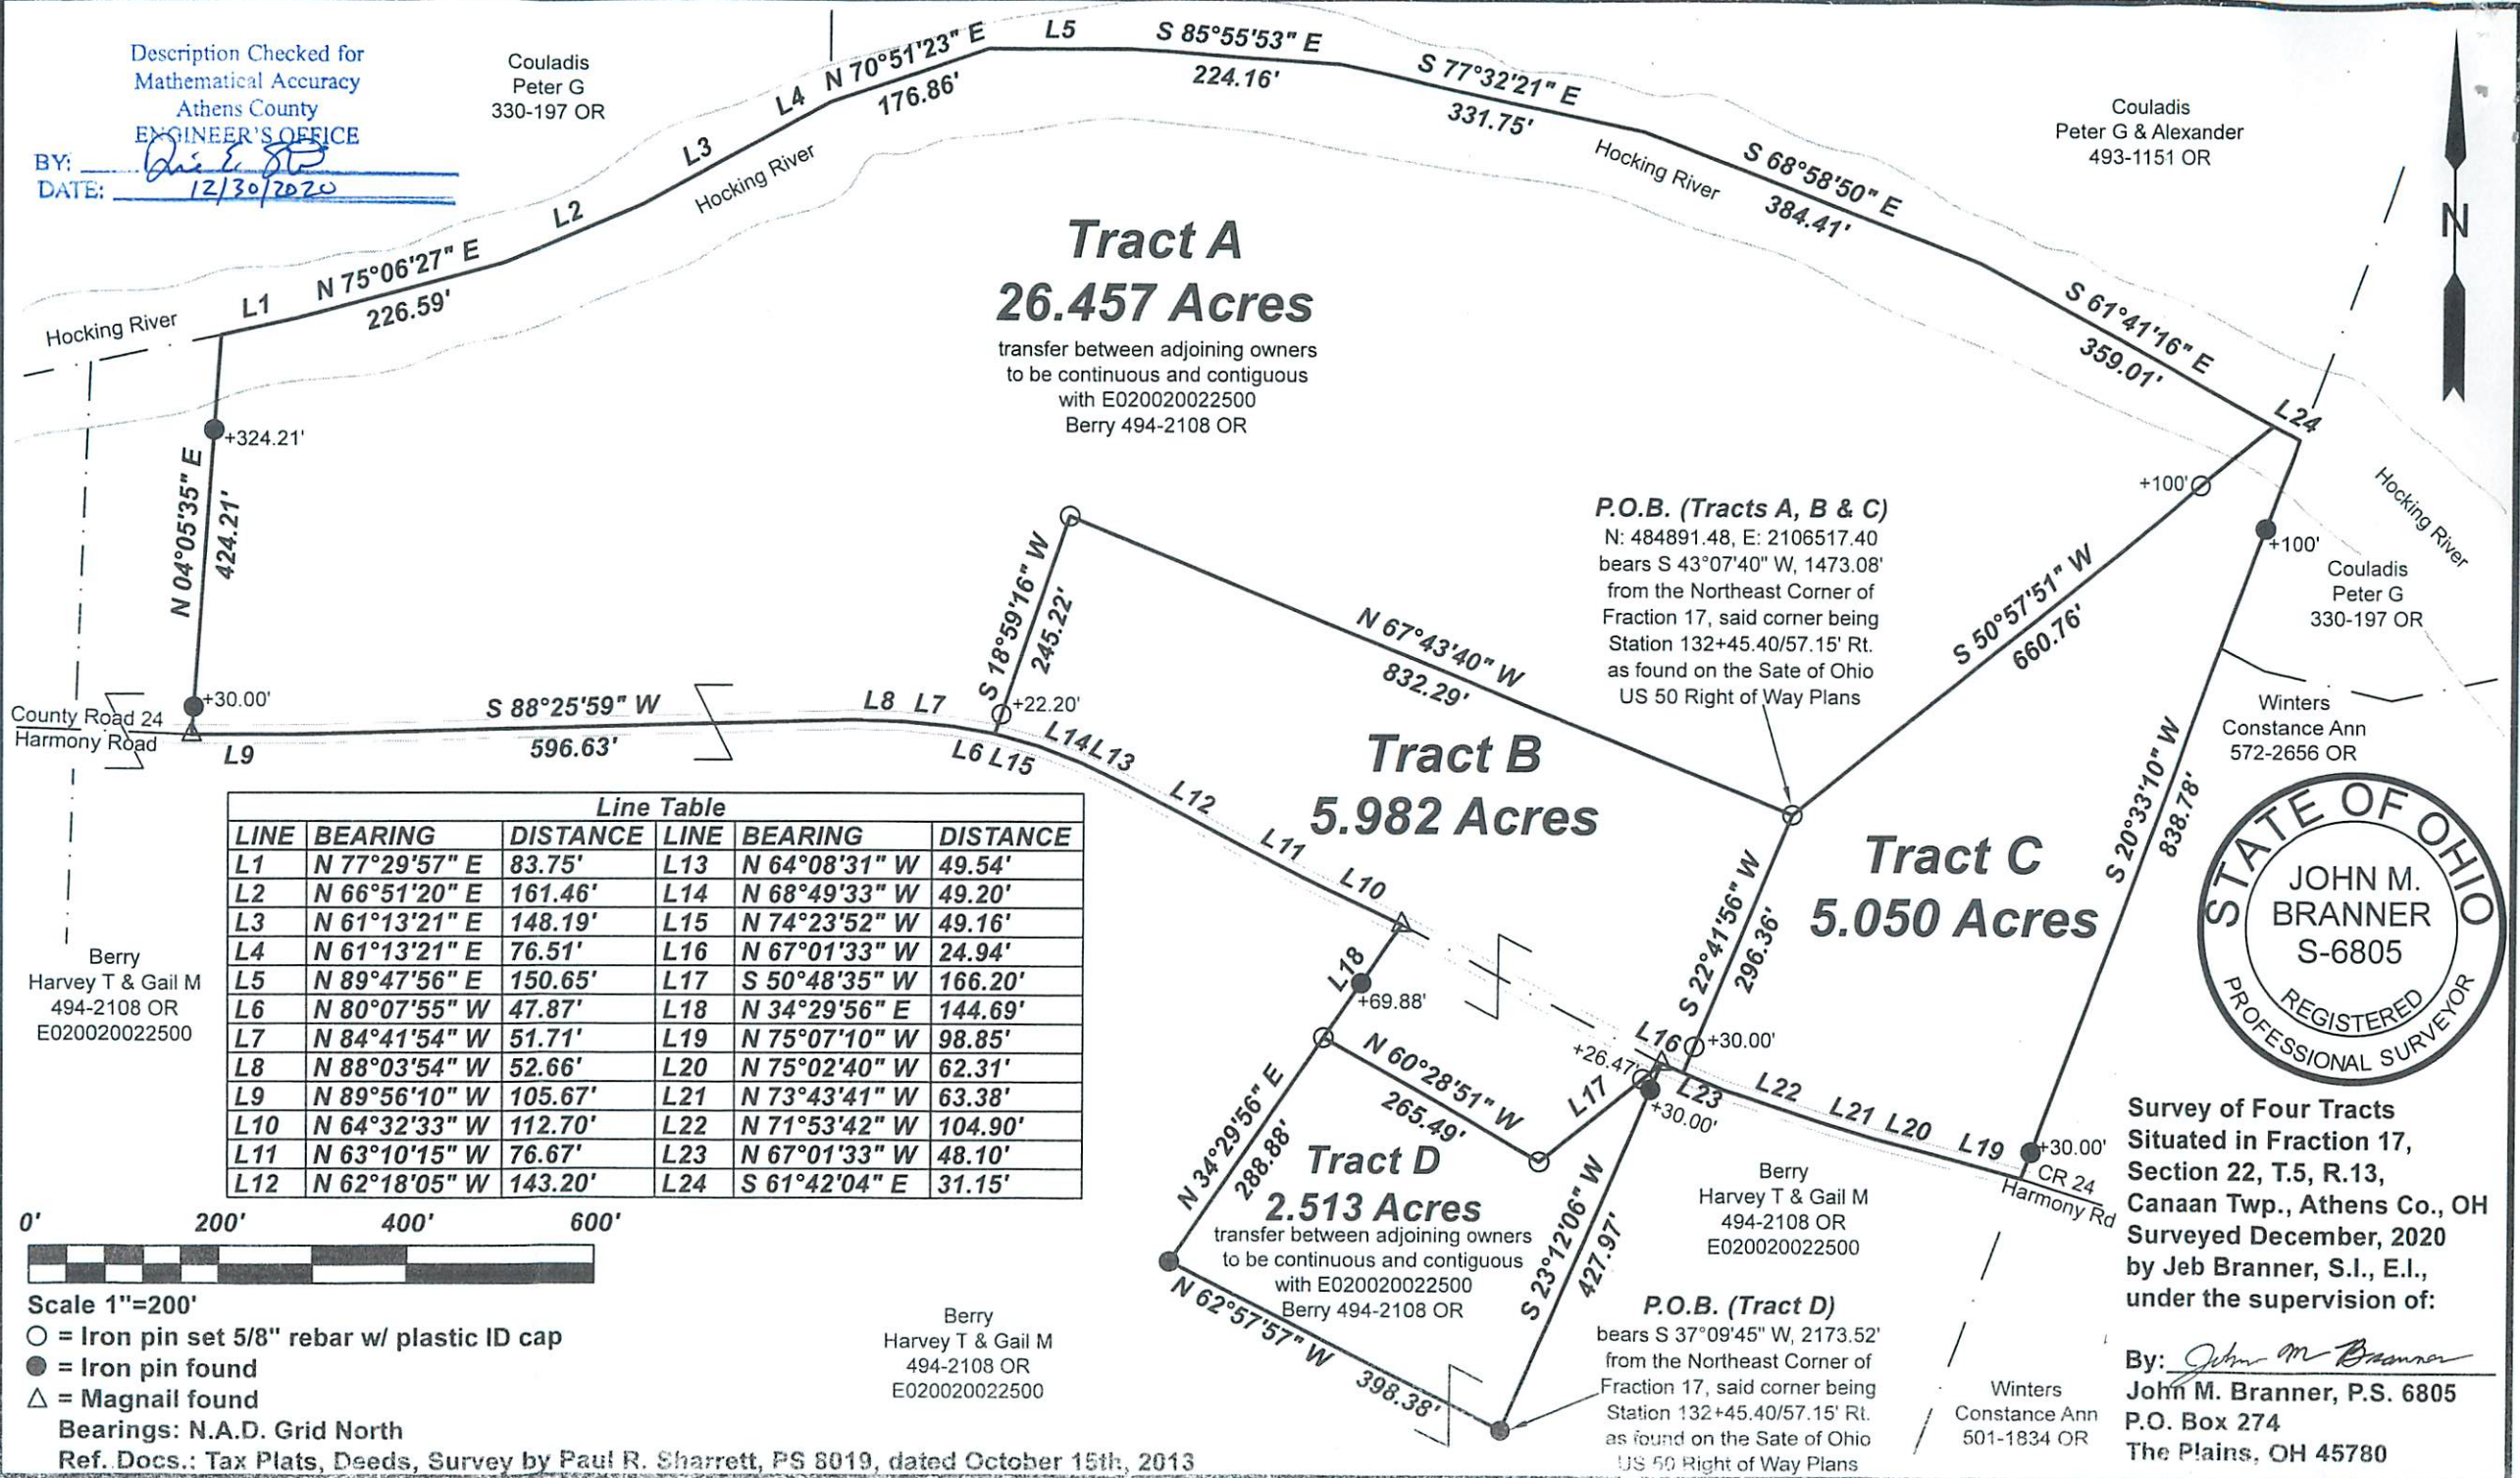 Description Checked for
Mathematical Accuracy
Athens County
ENGINEER'S OFFICE
BY:
DATE: 12/30/2020
Couladis
Peter G
330-197 OR
Couladis
Peter G & Alexander
493-1151 OR
N
L1
N 75°06'27" E
226.59'
L2
L3
L4
N 70°51'23" E
176.86'
L5
S 85°55'53" E
224.16'
S 77°32'21" E
331.75'
S 68°58'50" E
384.41'
S 61°41'16" E
359.01'
L24
Hocking River
Hocking River
Hocking River
Hocking River
Tract A
26.457 Acres
transfer between adjoining owners
to be continuous and contiguous
with E020020022500
Berry 494-2108 OR
+324.21'
N 04°05'35" E
424.21'
+30.00'
County Road 24
Harmony Road
L9
S 88°25'59" W
596.63'
L8 L7
L6 L15
S 18°59'16" W
245.22'
+22.20'
L14 L13
L12
L11
L10
N 67°43'40" W
832.29'
P.O.B. (Tracts A, B & C)
N: 484891.48, E: 2106517.40
bears S 43°07'40" W, 1473.08'
from the Northeast Corner of
Fraction 17, said corner being
Station 132+45.40/57.15' Rt.
as found on the Sate of Ohio
US 50 Right of Way Plans
+100'
+100'
S 50°57'51" W
660.76'
Couladis
Peter G
330-197 OR
Winters
Constance Ann
572-2656 OR
S 20°33'10" W
838.78'
Tract B
5.982 Acres
Tract C
5.050 Acres
S 22°41'56" W
296.36'
L16
+30.00'
+26.47'
+30.00'
L23
L22
L21 L20
L19
+30.00'
CR 24
Harmony Rd
L18
+69.88'
N 60°28'51" W
265.49'
L17
N 34°29'56" E
288.88'
Tract D
2.513 Acres
transfer between adjoining owners
to be continuous and contiguous
with E020020022500
Berry 494-2108 OR
S 23°12'06" W
427.97'
N 62°57'57" W
398.38'
Berry
Harvey T & Gail M
494-2108 OR
E020020022500
P.O.B. (Tract D)
bears S 37°09'45" W, 2173.52'
from the Northeast Corner of
Fraction 17, said corner being
Station 132+45.40/57.15' Rt.
as found on the Sate of Ohio
US 50 Right of Way Plans
Winters
Constance Ann
501-1834 OR
Berry
Harvey T & Gail M
494-2108 OR
E020020022500
Berry
Harvey T & Gail M
494-2108 OR
E020020022500
Line Table
LINE BEARING DISTANCE LINE BEARING DISTANCE
L1 N 77°29'57" E 83.75' L13 N 64°08'31" W 49.54'
L2 N 66°51'20" E 161.46' L14 N 68°49'33" W 49.20'
L3 N 61°13'21" E 148.19' L15 N 74°23'52" W 49.16'
L4 N 61°13'21" E 76.51' L16 N 67°01'33" W 24.94'
L5 N 89°47'56" E 150.65' L17 S 50°48'35" W 166.20'
L6 N 80°07'55" W 47.87' L18 N 34°29'56" E 144.69'
L7 N 84°41'54" W 51.71' L19 N 75°07'10" W 98.85'
L8 N 88°03'54" W 52.66' L20 N 75°02'40" W 62.31'
L9 N 89°56'10" W 105.67' L21 N 73°43'41" W 63.38'
L10 N 64°32'33" W 112.70' L22 N 71°53'42" W 104.90'
L11 N 63°10'15" W 76.67' L23 N 67°01'33" W 48.10'
L12 N 62°18'05" W 143.20' L24 S 61°42'04" E 31.15'
0' 200' 400' 600'
Scale 1"=200'
= Iron pin set 5/8" rebar w/ plastic ID cap
= Iron pin found
= Magnail found
Bearings: N.A.D. Grid North
Ref. Docs.: Tax Plats, Deeds, Survey by Paul R. Sharrett, PS 8019, dated October 15th, 2013
STATE OF OHIO
JOHN M.
BRANNER
S-6805
REGISTERED
PROFESSIONAL SURVEYOR
Survey of Four Tracts
Situated in Fraction 17,
Section 22, T.5, R.13,
Canaan Twp., Athens Co., OH
Surveyed December, 2020
by Jeb Branner, S.I., E.I.,
under the supervision of:
By: John M Branner
John M. Branner, P.S. 6805
P.O. Box 274
The Plains, OH 45780